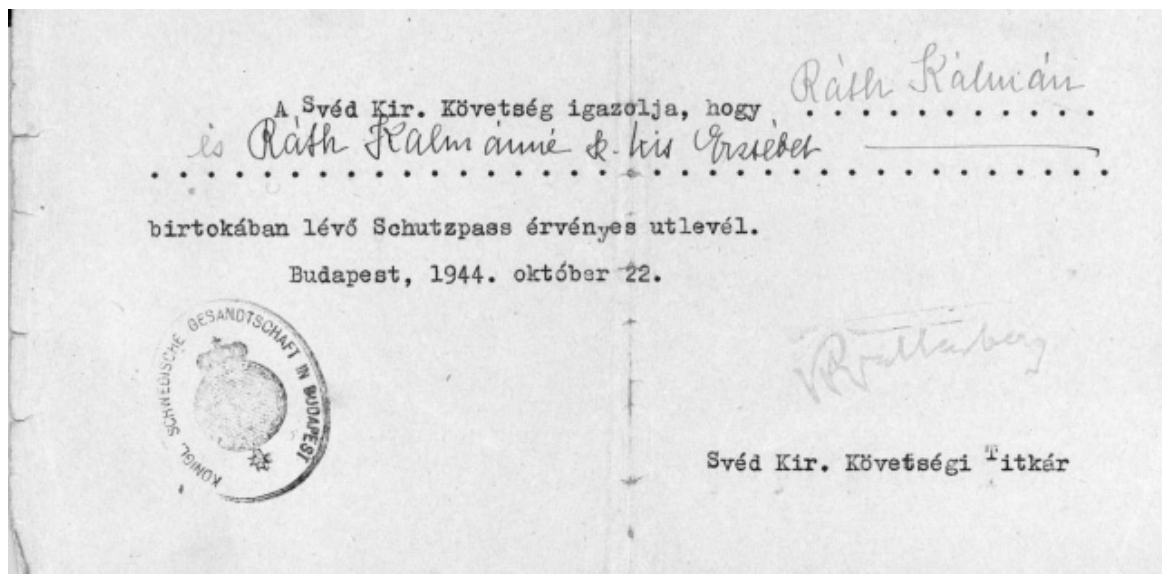 A Svéd Kir. Követség igazolja, hogy Ráth Kálmán
és Ráth Kálmánné Erzsébet
birtokában lévő Schutzpass érvényes utlevél.
Budapest, 1944. október 22.
KÖNIGL. SCHWEDISCHE GESANDTSCHAFT IN BUDAPEST
RWallenberg
Svéd Kir. Követségi Titkár